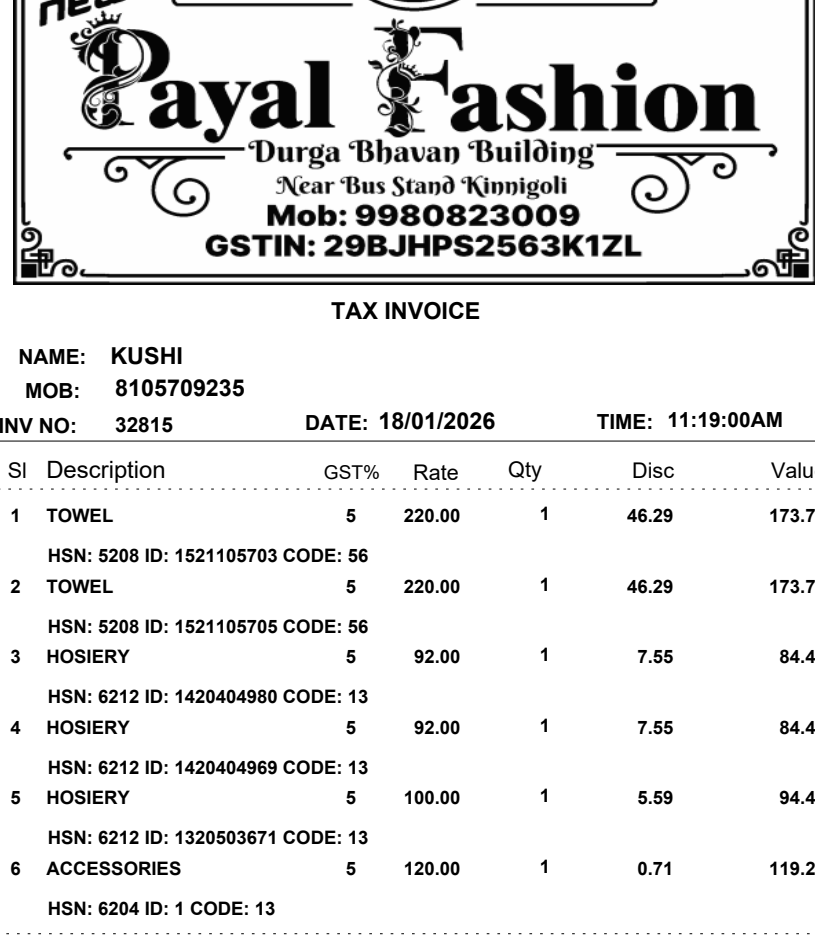 new
Payal Fashion
Durga Bhavan Building
Near Bus Stand Kinnigoli
Mob: 9980823009
GSTIN: 29BJHPS2563K1ZL
TAX INVOICE
NAME: KUSHI
MOB: 8105709235
INV NO: 32815 DATE: 18/01/2026 TIME: 11:19:00AM
Sl Description GST% Rate Qty Disc Valu
1 TOWEL 5 220.00 1 46.29 173.7
HSN: 5208 ID: 1521105703 CODE: 56
2 TOWEL 5 220.00 1 46.29 173.7
HSN: 5208 ID: 1521105705 CODE: 56
3 HOSIERY 5 92.00 1 7.55 84.4
HSN: 6212 ID: 1420404980 CODE: 13
4 HOSIERY 5 92.00 1 7.55 84.4
HSN: 6212 ID: 1420404969 CODE: 13
5 HOSIERY 5 100.00 1 5.59 94.4
HSN: 6212 ID: 1320503671 CODE: 13
6 ACCESSORIES 5 120.00 1 0.71 119.2
HSN: 6204 ID: 1 CODE: 13